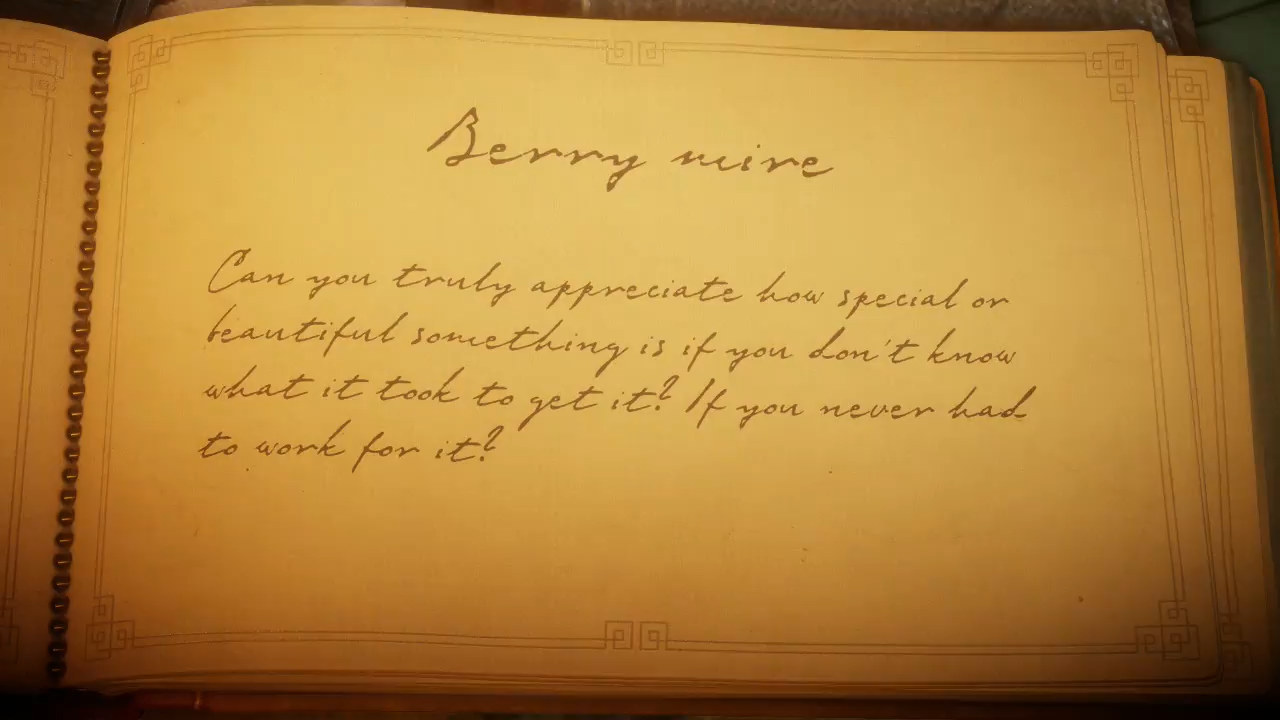 Berry mire
Can you truly appreciate how special or
beautiful something is if you don't know
what it took to get it? If you never had
to work for it?